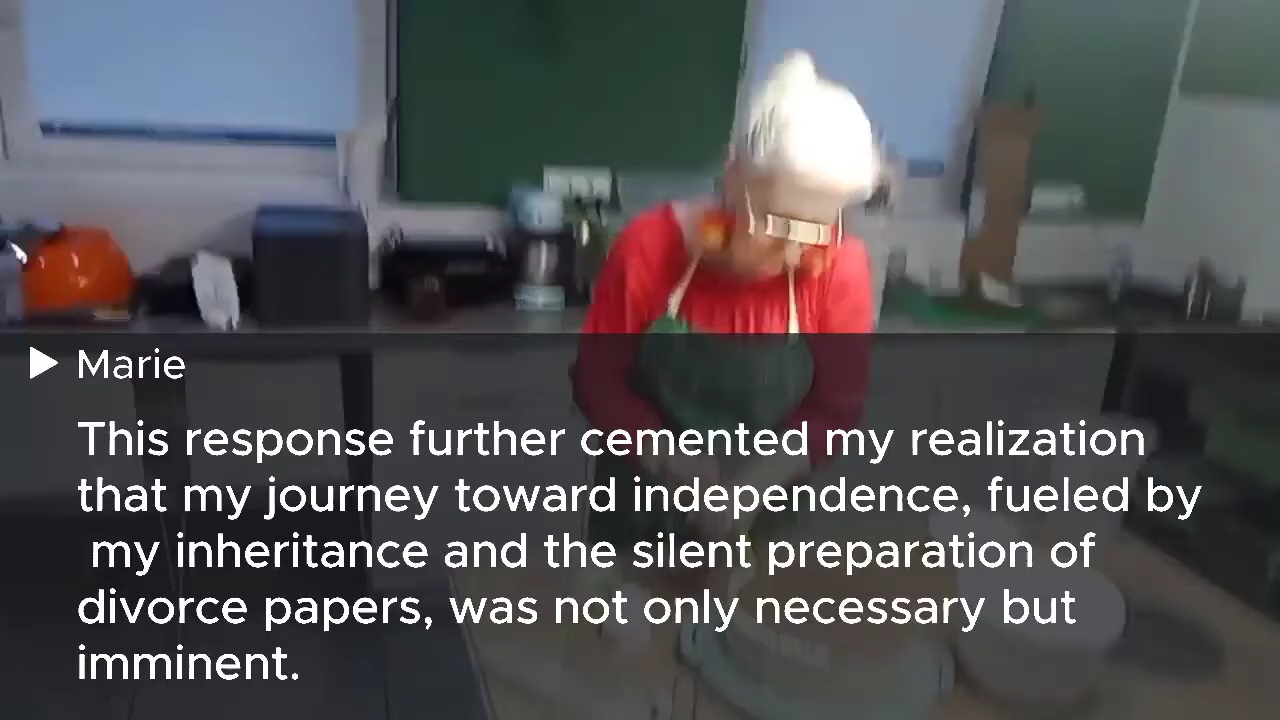 Marie
This response further cemented my realization
that my journey toward independence, fueled by
my inheritance and the silent preparation of
divorce papers, was not only necessary but
imminent.